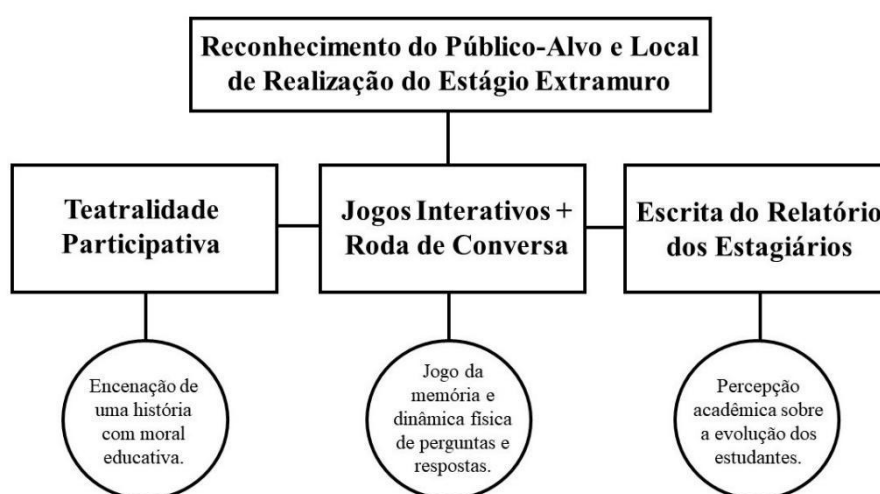 Reconhecimento do Público-Alvo e Local
de Realização do Estágio Extramuro
Teatralidade
Participativa
Jogos Interativos +
Roda de Conversa
Escrita do Relatório
dos Estagiários
Encenação de
uma história
com moral
educativa.
Jogo da
memória e
dinâmica física
de perguntas e
respostas.
Percepção
acadêmica sobre
a evolução dos
estudantes.